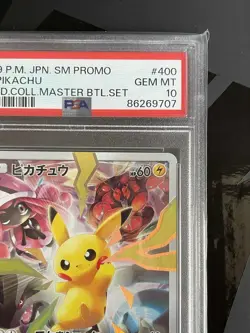 9 P.M. JPN. SM PROMO #400
PIKACHU GEM MT
D.COLL.MASTER BTL.SET 10
PSA 86269707
ピカチュウ HP60